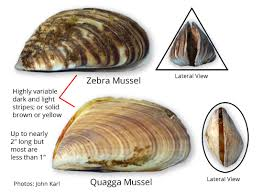 Zebra Mussel
Lateral View
Highly variable
dark and light
stripes; or solid
brown or yellow
Up to nearly
2" long but
most are
less than 1"
Photos: John Karl
Quagga Mussel
Lateral View